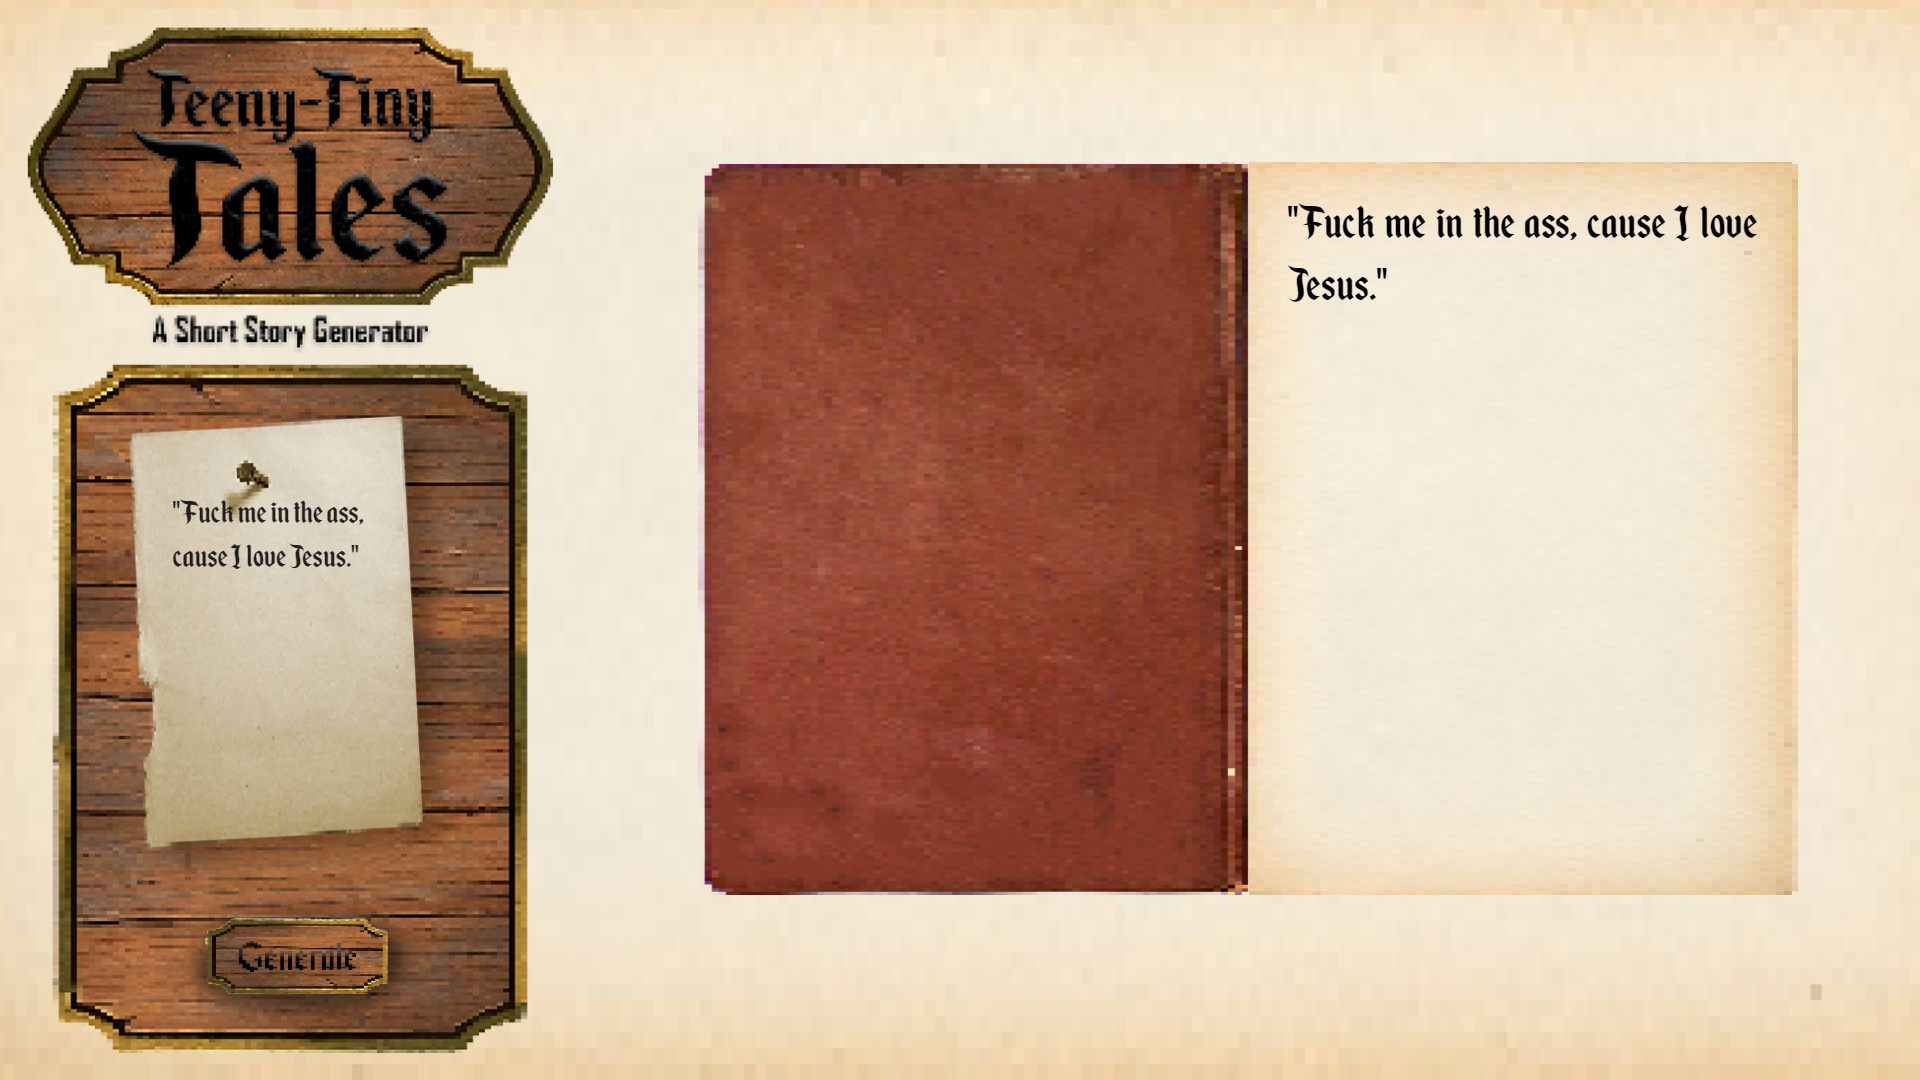 Teeny-Tiny
Tales
A Short Story Generator
"Fuck me in the ass,
cause I love Jesus."
Generate
"Fuck me in the ass, cause I love
Jesus."